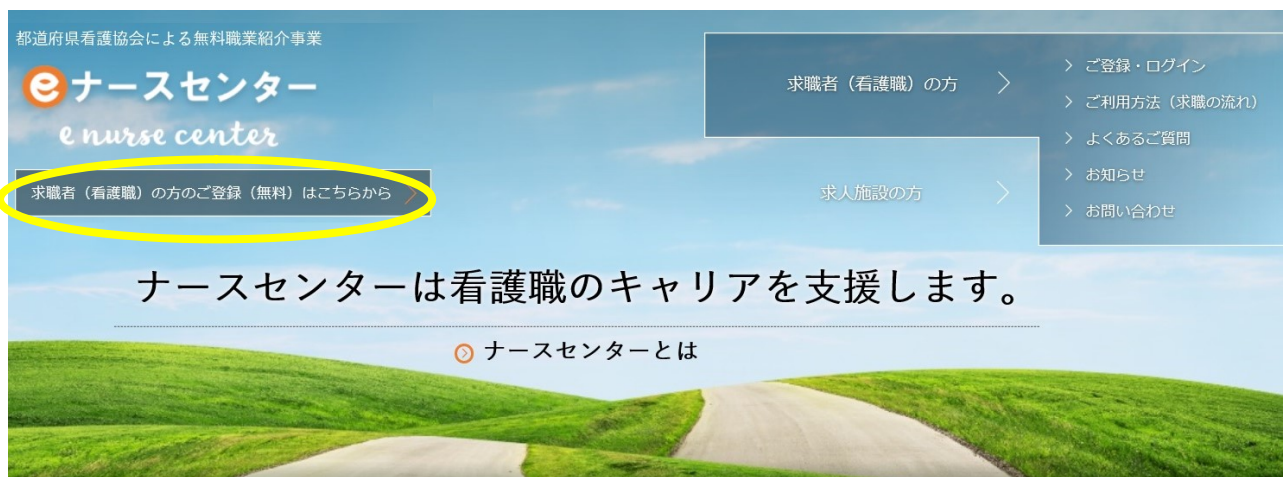 都道府県看護協会による無料職業紹介事業
eナースセンター
e nurse center
求職者（看護職）の方のご登録（無料）はこちらから
求職者（看護職）の方
求人施設の方
ご登録・ログイン
ご利用方法（求職の流れ）
よくあるご質問
お知らせ
お問い合わせ
ナースセンターは看護職のキャリアを支援します。
ナースセンターとは